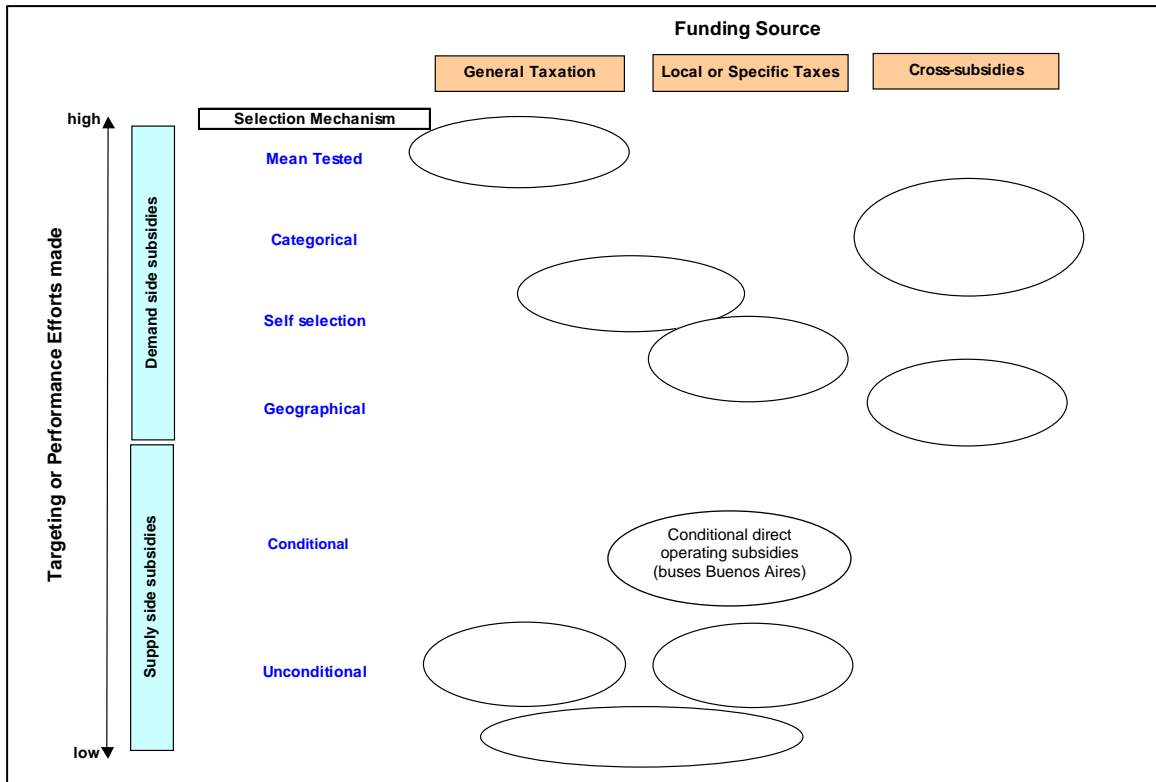 Funding Source
General Taxation
Local or Specific Taxes
Cross-subsidies
high
Selection Mechanism
Mean Tested
Categorical
Self selection
Geographical
Conditional
Unconditional
Conditional direct
operating subsidies
(buses Buenos Aires)
low
Targeting or Performance Efforts made
Demand side subsidies
Supply side subsidies